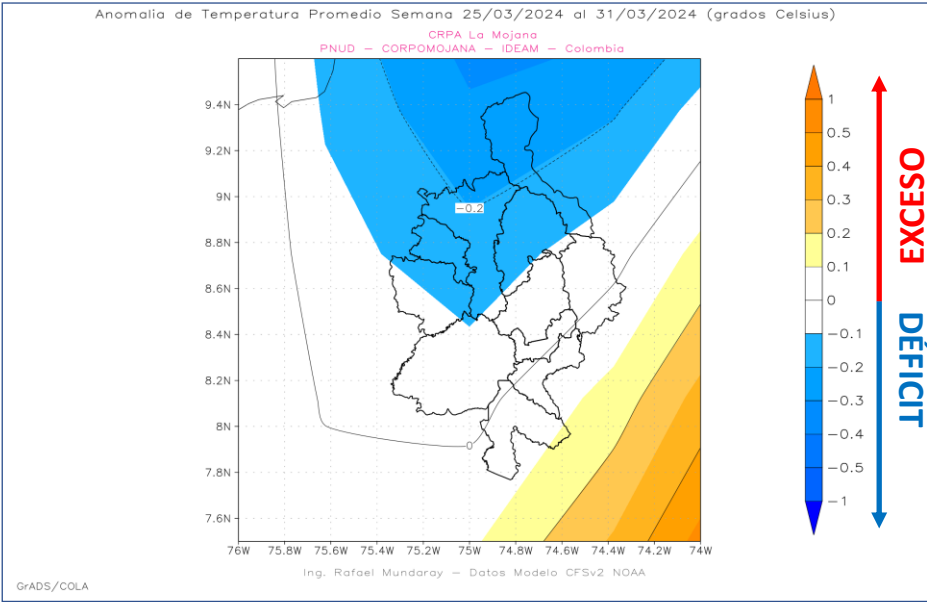 Anomalia de Temperatura Promedio Semana 25/03/2024 al 31/03/2024 (grados Celsius)
CRPA La Mojana
PNUD – CORPOMOJANA – IDEAM – Colombia
9.4N
9.2N
9N
8.8N
8.6N
8.4N
8.2N
8N
7.8N
7.6N
76W 75.8W 75.6W 75.4W 75.2W 75W 74.8W 74.6W 74.4W 74.2W 74W
-0.2
0
1
0.5
0.4
0.3
0.2
0.1
0
-0.1
-0.2
-0.3
-0.4
-0.5
-1
EXCESO
DÉFICIT
Ing. Rafael Mundaray – Datos Modelo CFSv2 NOAA
GrADS/COLA